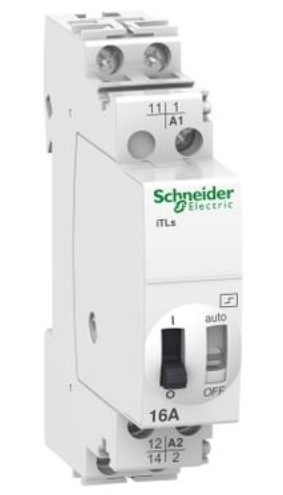 11 1
A1
Schneider
Electric
iTLs
I auto
O OFF
16A
12 A2
14 2